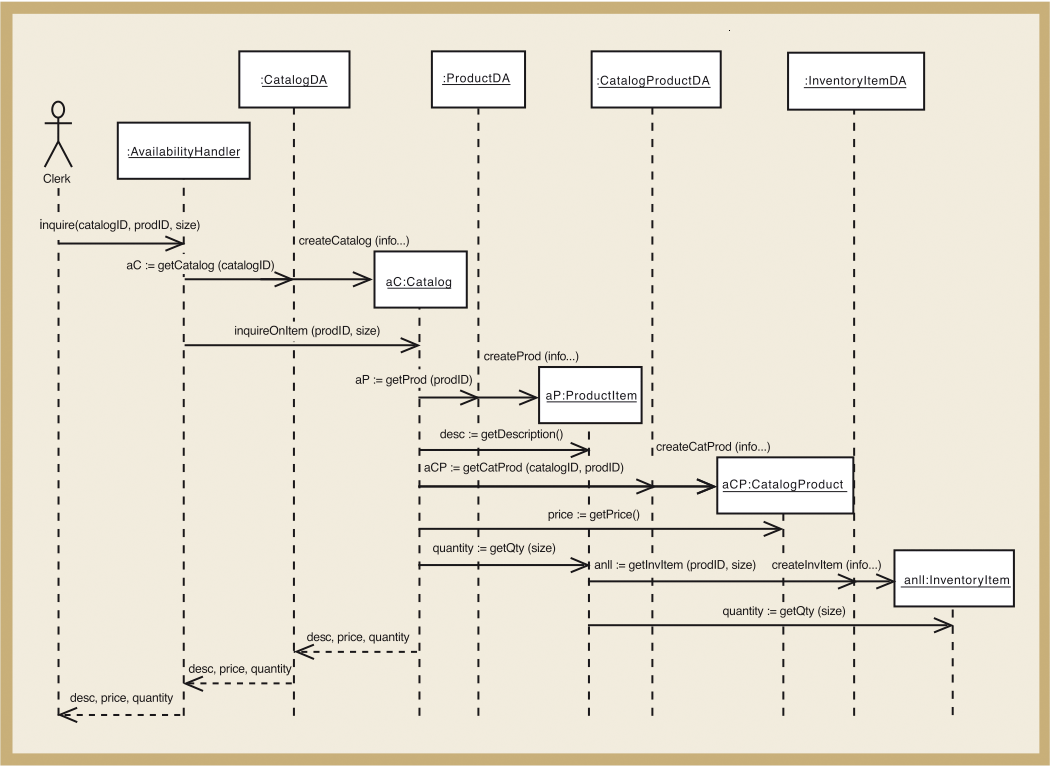 :CatalogDA
:ProductDA
:CatalogProductDA
:InventoryItemDA
:AvailabilityHandler
Clerk
inquire(catalogID, prodID, size)
createCatalog (info...)
aC := getCatalog (catalogID)
aC:Catalog
inquireOnItem (prodID, size)
createProd (info...)
aP := getProd (prodID)
aP:ProductItem
desc := getDescription()
createCatProd (info...)
aCP := getCatProd (catalogID, prodID)
aCP:CatalogProduct
price := getPrice()
quantity := getQty (size)
anII := getInvItem (prodID, size)
createInvItem (info...)
anII:InventoryItem
quantity := getQty (size)
desc, price, quantity
desc, price, quantity
desc, price, quantity